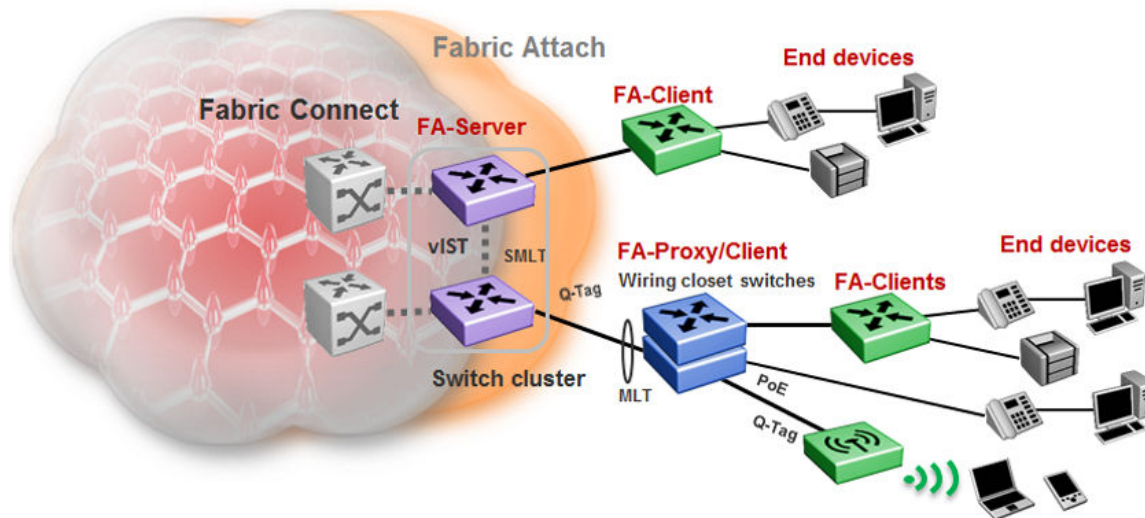 Fabric Attach
End devices
FA-Client
Fabric Connect
FA-Server
vIST
SMLT
FA-Proxy/Client
End devices
Wiring closet switches
FA-Clients
Q-Tag
Switch cluster
MLT
PoE
Q-Tag